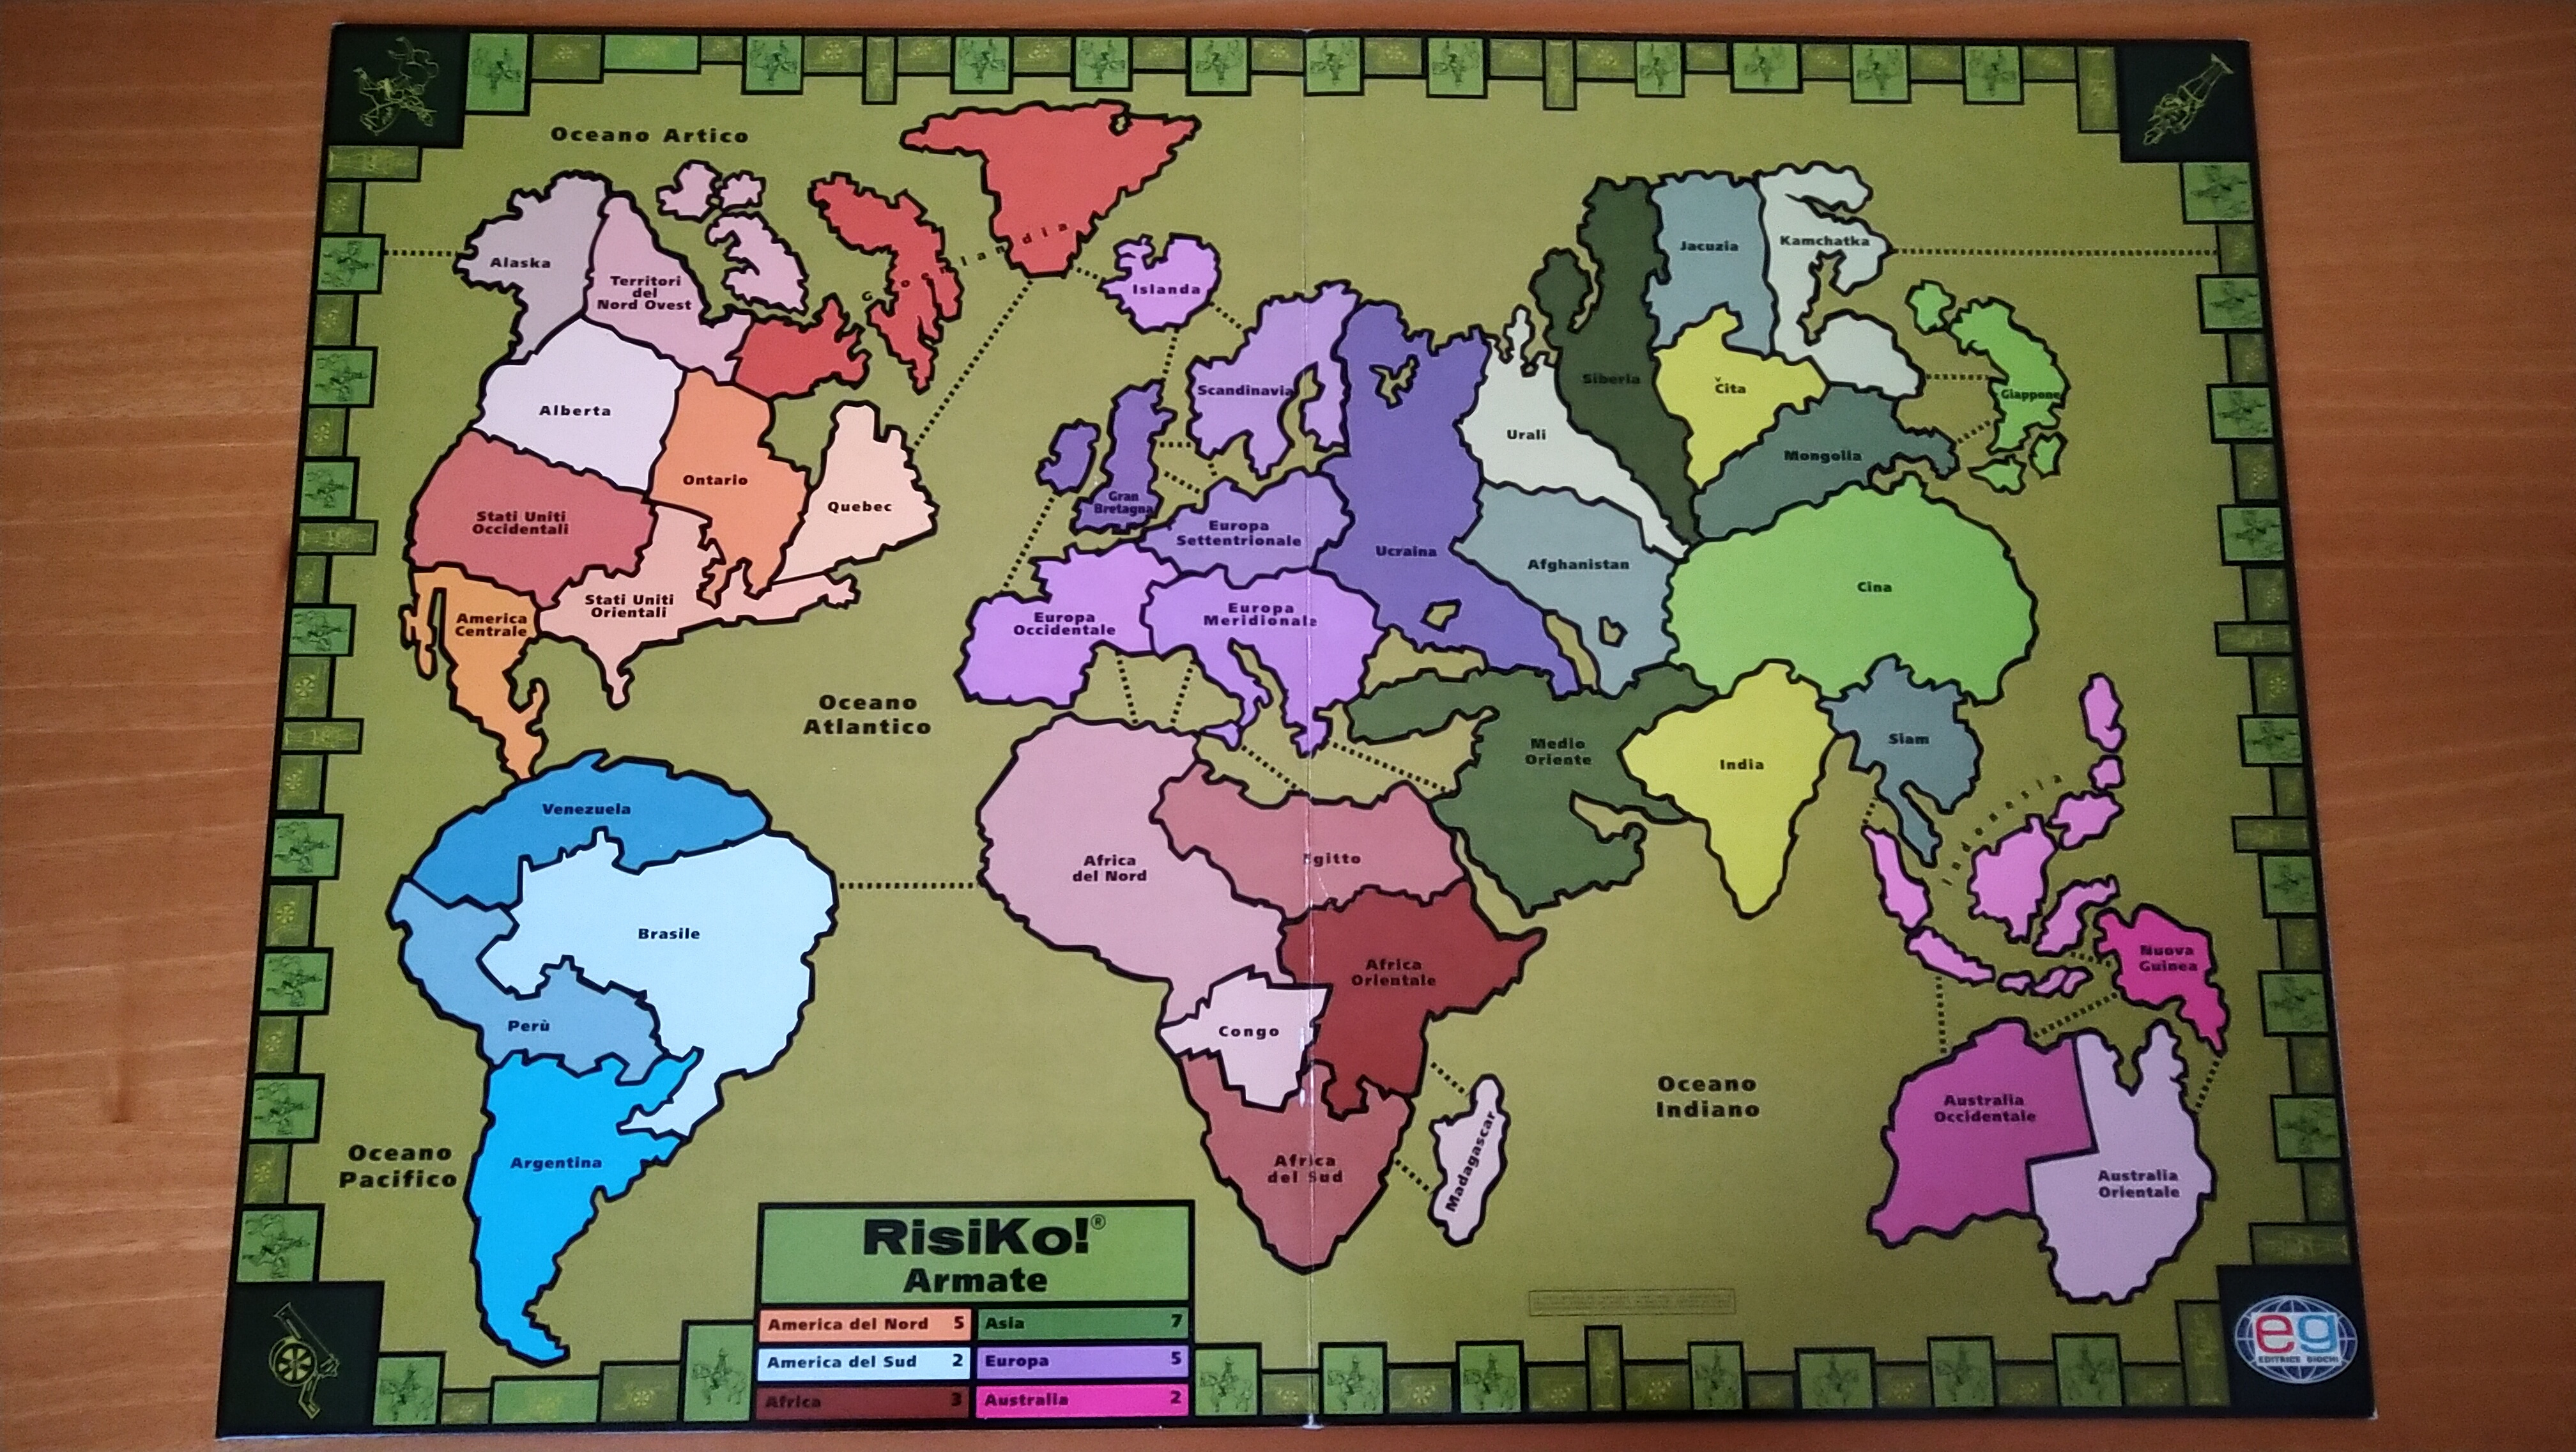 Oceano Artico
Alaska
Territori
del
Nord Ovest
Groenlandia
Islanda
Jacuzia
Kamchatka
Alberta
Scandinavia
Siberia
Čita
Giappone
Urali
Mongolia
Ontario
Quebec
Stati Uniti
Occidentali
Gran
Bretagna
Europa
Settentrionale
Ucraina
Afghanistan
Cina
Stati Uniti
Orientali
America
Centrale
Europa
Occidentale
Europa
Meridionale
Oceano
Atlantico
Medio
Oriente
India
Siam
Indonesia
Venezuela
Africa
del Nord
Egitto
Brasile
Africa
Orientale
Nuova
Guinea
Perù
Congo
Oceano
Indiano
Australia
Occidentale
Australia
Orientale
Oceano
Pacifico
Argentina
Africa
del Sud
Madagascar
RisiKo!®
Armate
America del Nord 5
Asia 7
America del Sud 2
Europa 5
Africa 3
Australia 2
eg
EDITRICE GIOCHI